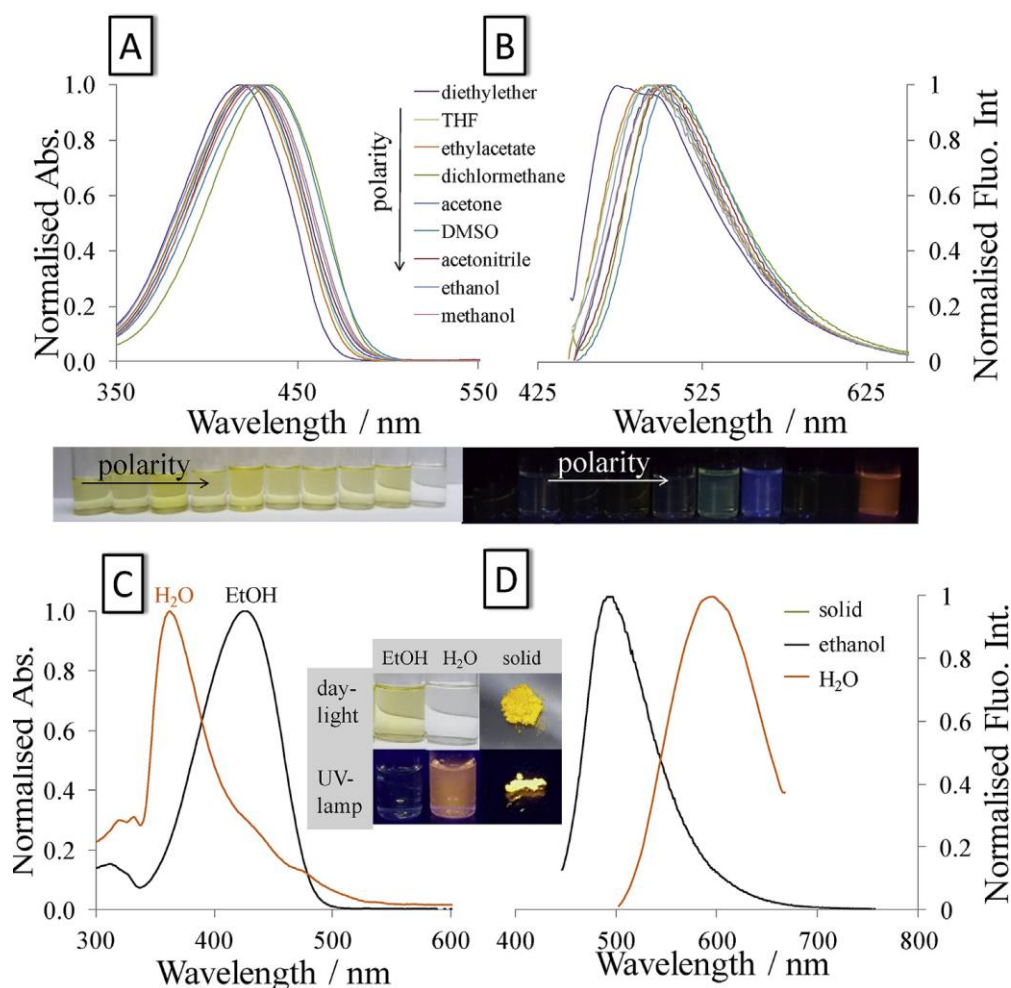 A
B
1.0
0.8
0.6
0.4
0.2
0.0
Normalised Abs.
350
450
550
Wavelength / nm
diethylether
THF
ethylacetate
dichlormethane
acetone
DMSO
acetonitrile
ethanol
methanol
polarity
1
0.8
0.6
0.4
0.2
0
Normalised Fluo. Int
425
525
625
Wavelength / nm
polarity
polarity
C
D
H₂O
EtOH
1.0
0.8
0.6
0.4
0.2
0.0
Normalised Abs.
300
400
500
600
Wavelength / nm
EtOH H₂O solid
day-
light
UV-
lamp
solid
ethanol
H₂O
1
0.8
0.6
0.4
0.2
0
Normalised Fluo. Int.
400
500
600
700
800
Wavelength / nm